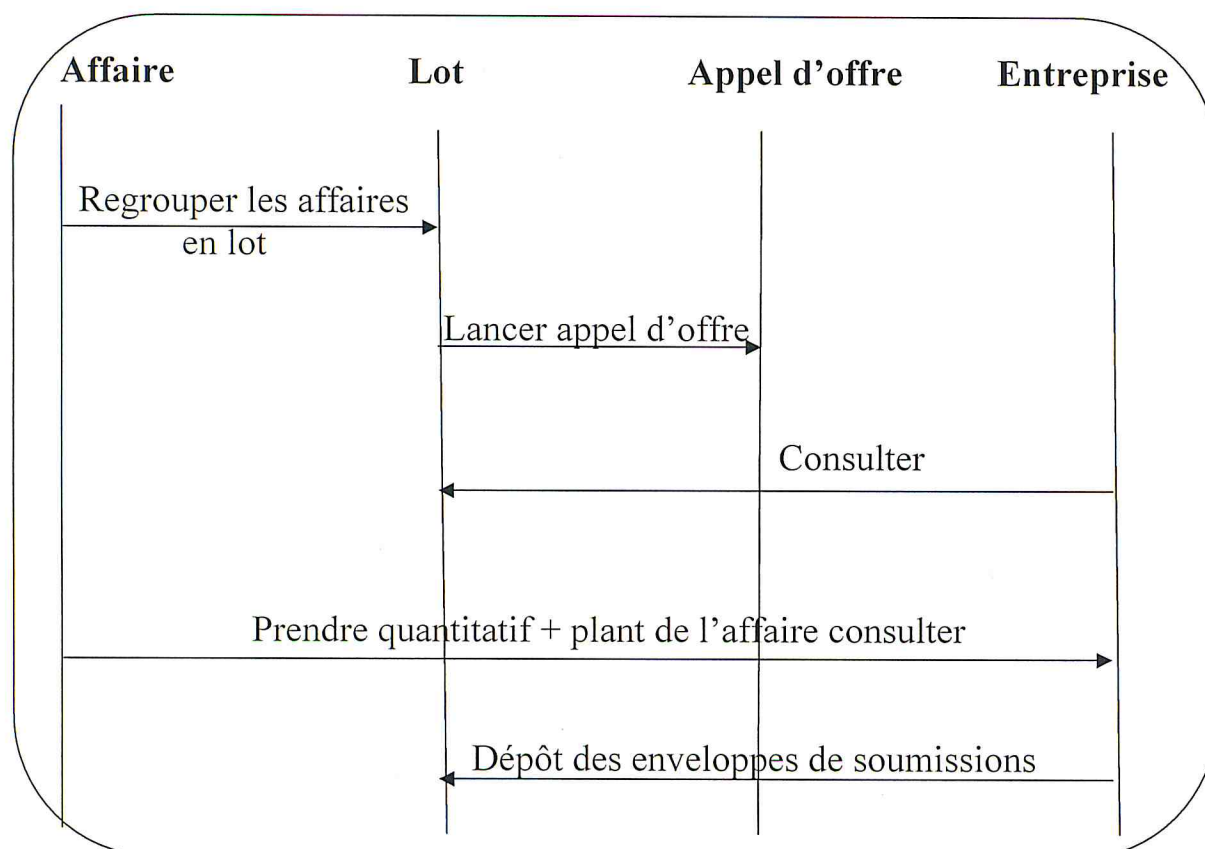 Affaire Lot Appel d’offre Entreprise
Regrouper les affaires
en lot
Lancer appel d’offre
Consulter
Prendre quantitatif + plant de l’affaire consulter
Dépôt des enveloppes de soumissions